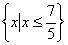 {x|x ≤ 7/5}